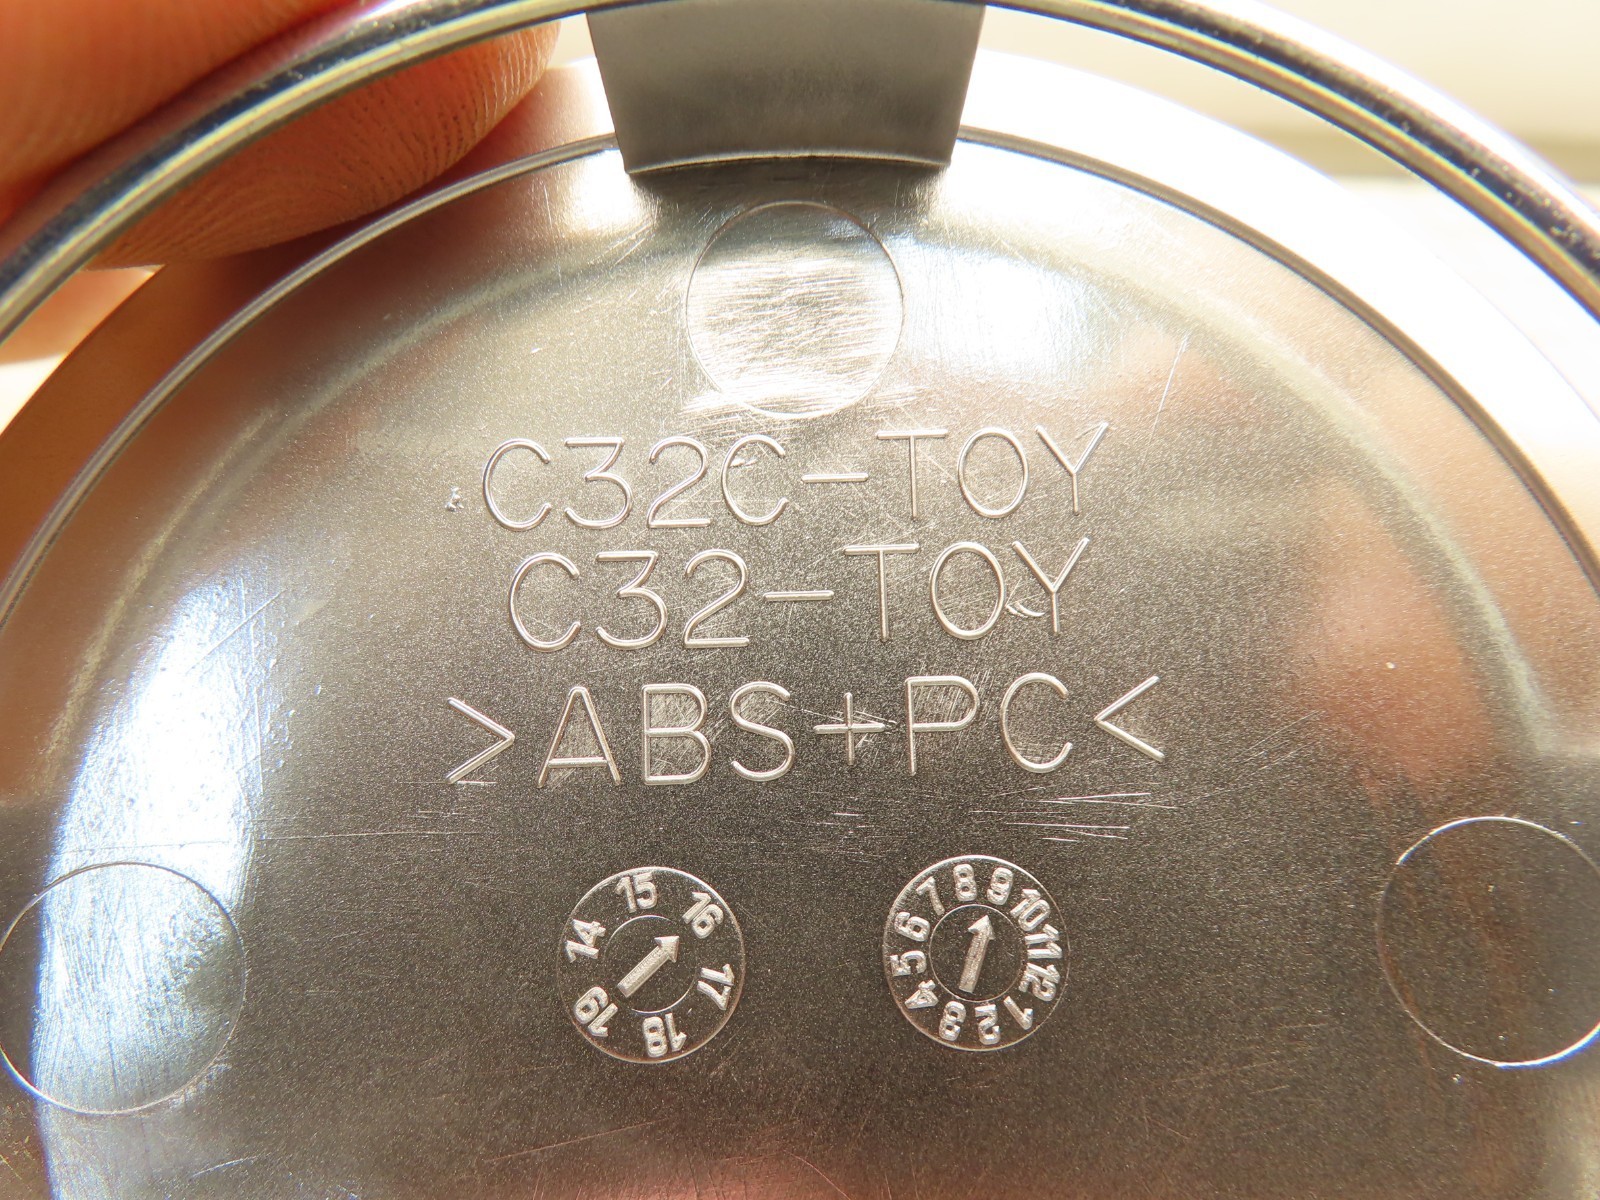 C32C-TOY
C32-TOY
>ABS+PC<
14 15 16 17 18 19
1 2 3 4 5 6 7 8 9 10 11 12